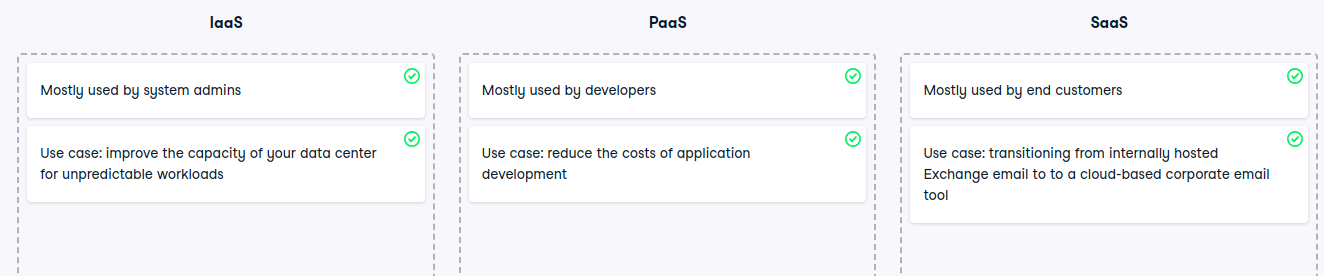 IaaS
Mostly used by system admins
Use case: improve the capacity of your data center
for unpredictable workloads
PaaS
Mostly used by developers
Use case: reduce the costs of application
development
SaaS
Mostly used by end customers
Use case: transitioning from internally hosted
Exchange email to to a cloud-based corporate email
tool